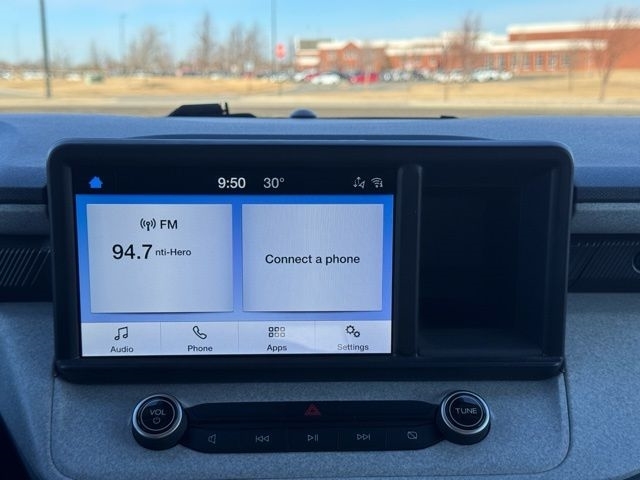 9:50 30°
FM
94.7 nti-Hero
Connect a phone
Audio Phone Apps Settings
VOL
TUNE